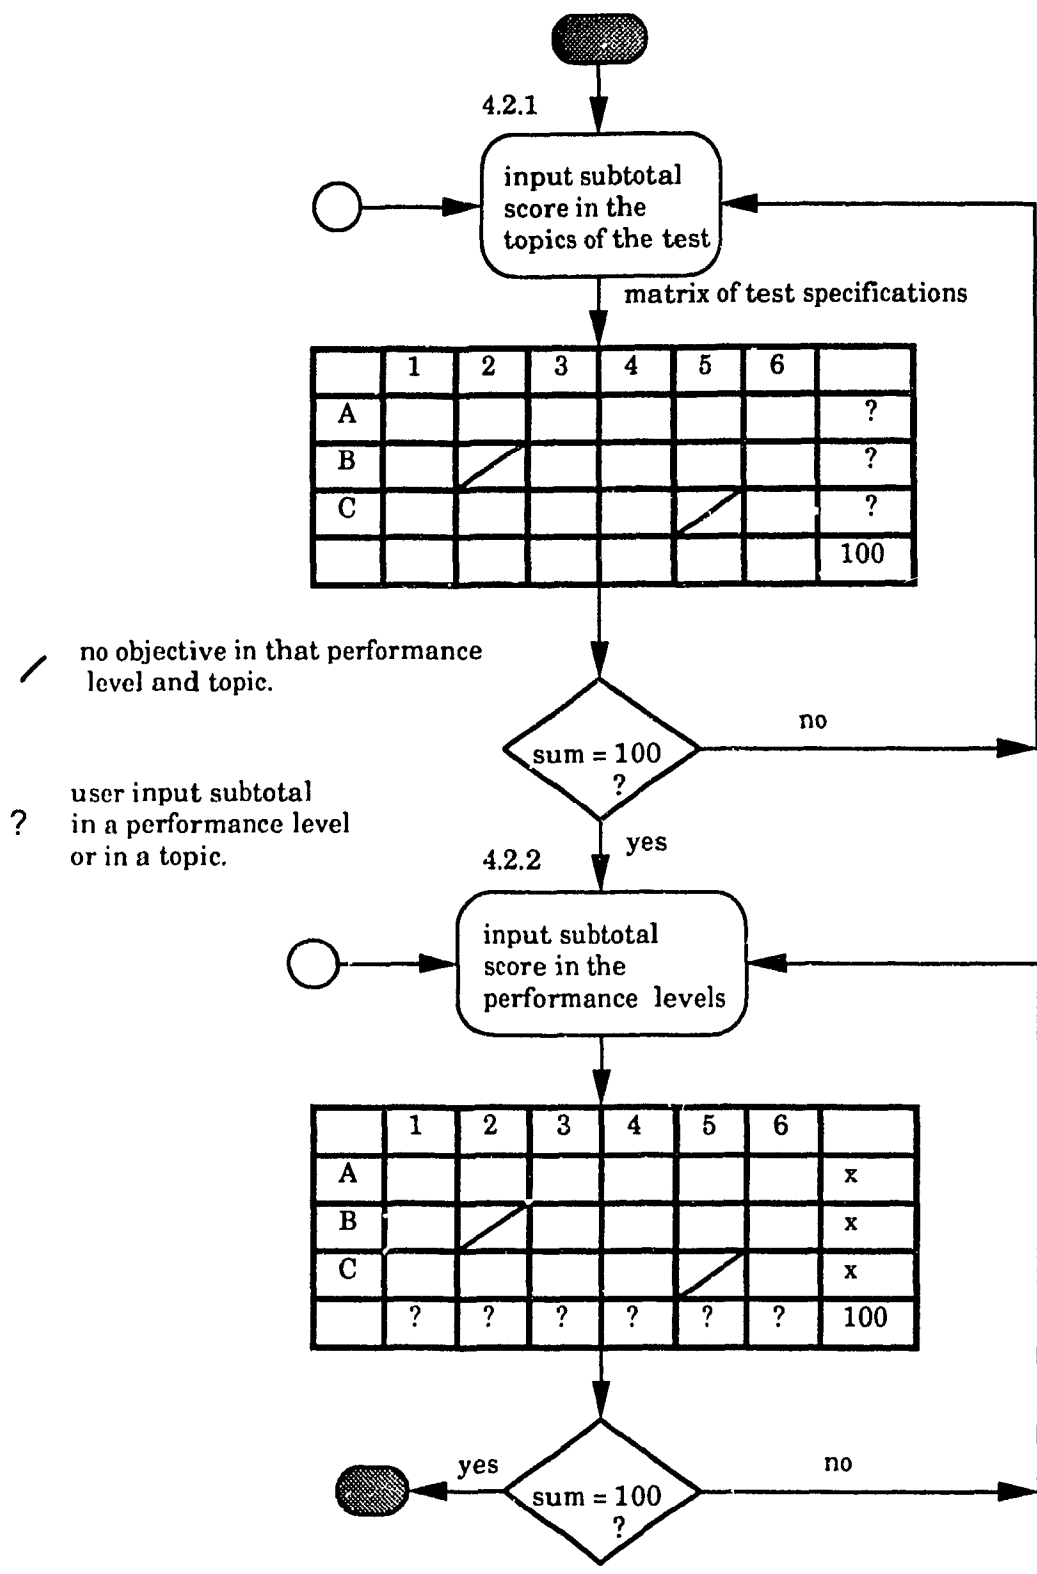 4.2.1
input subtotal
score in the
topics of the test
matrix of test specifications
1 2 3 4 5 6
A ?
B ?
C ?
100
no objective in that performance
level and topic.
sum = 100
?
no
? user input subtotal
in a performance level
or in a topic.
yes
4.2.2
input subtotal
score in the
performance levels
1 2 3 4 5 6
A x
B x
C x
? ? ? ? ? ? 100
yes
sum = 100
?
no